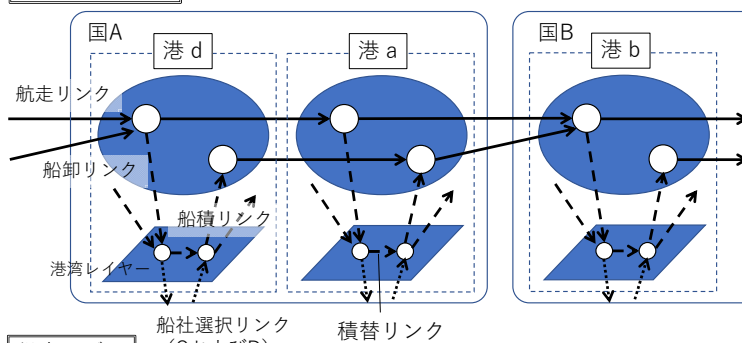 国A
国B
港 d
港 a
港 b
航走リンク
船卸リンク
船積リンク
港湾レイヤー
船社選択リンク
積替リンク